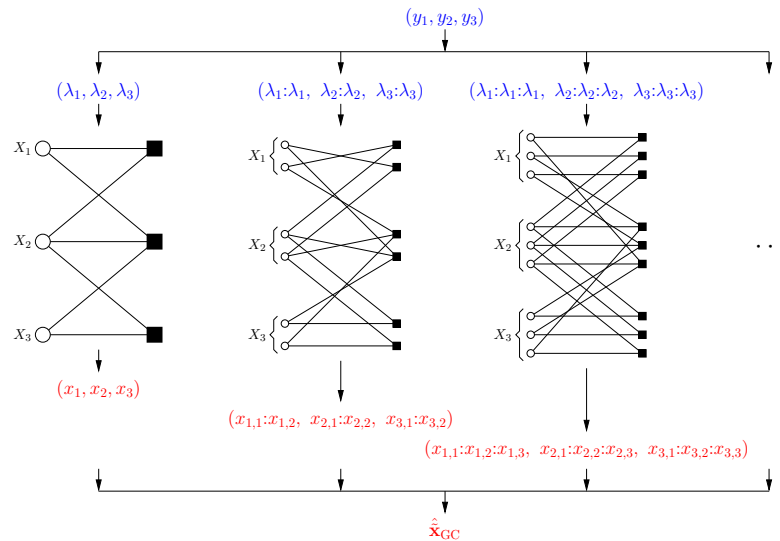 (y₁, y₂, y₃)
(λ₁, λ₂, λ₃) (λ₁:λ₁, λ₂:λ₂, λ₃:λ₃) (λ₁:λ₁:λ₁, λ₂:λ₂:λ₂, λ₃:λ₃:λ₃)
X₁ X₁ X₁
X₂ X₂ X₂ . .
X₃ X₃ X₃
(x₁, x₂, x₃)
(x₁,₁:x₁,₂, x₂,₁:x₂,₂, x₃,₁:x₃,₂)
(x₁,₁:x₁,₂:x₁,₃, x₂,₁:x₂,₂:x₂,₃, x₃,₁:x₃,₂:x₃,₃)
x̃̂_GC